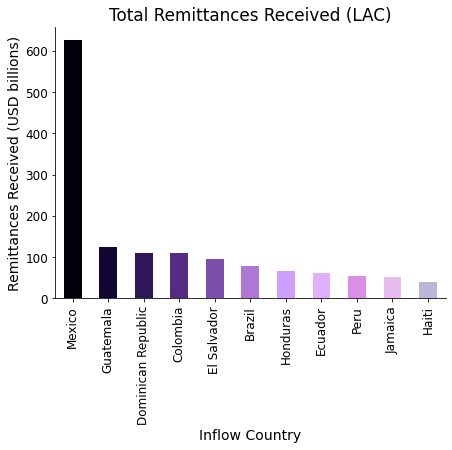 Total Remittances Received (LAC)
Remittances Received (USD billions)
600
500
400
300
200
100
0
Mexico
Guatemala
Dominican Republic
Colombia
El Salvador
Brazil
Honduras
Ecuador
Peru
Jamaica
Haiti
Inflow Country